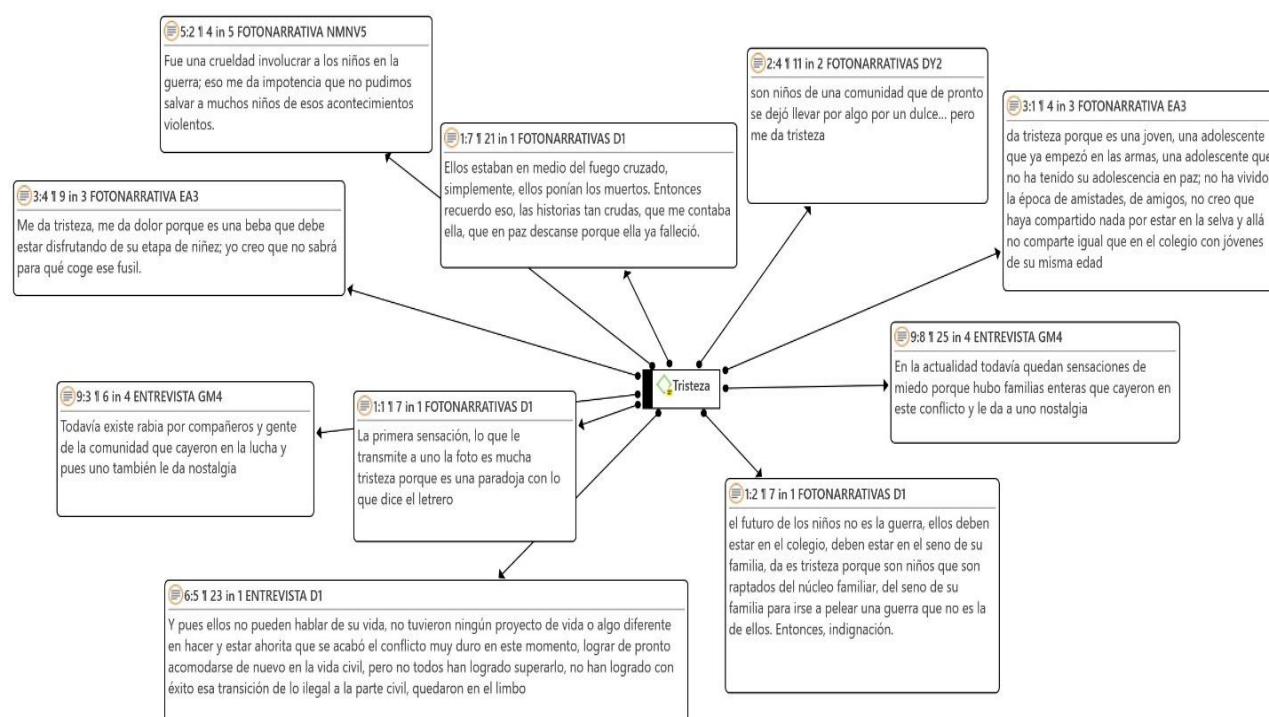 5:2 ¶ 4 in 5 FOTONARRATIVA NMNV5
Fue una crueldad involucrar a los niños en la
guerra; eso me da impotencia que no pudimos
salvar a muchos niños de esos acontecimientos
violentos.
2:4 ¶ 11 in 2 FOTONARRATIVAS DY2
son niños de una comunidad que de pronto
se dejó llevar por algo por un dulce... pero
me da tristeza
3:1 ¶ 4 in 3 FOTONARRATIVA EA3
da tristeza porque es una joven, una adolescente
que ya empezó en las armas, una adolescente que
no ha tenido su adolescencia en paz; no ha vivido
la época de amistades, de amigos, no creo que
haya compartido nada por estar en la selva y allá
no comparte igual que en el colegio con jóvenes
de su misma edad
1:7 ¶ 21 in 1 FOTONARRATIVAS D1
Ellos estaban en medio del fuego cruzado,
simplemente, ellos ponían los muertos. Entonces
recuerdo eso, las historias tan crudas, que me contaba
ella, que en paz descanse porque ella ya falleció.
3:4 ¶ 9 in 3 FOTONARRATIVA EA3
Me da tristeza, me da dolor porque es una beba que debe
estar disfrutando de su etapa de niñez; yo creo que no sabrá
para qué coge ese fusil.
9:8 ¶ 25 in 4 ENTREVISTA GM4
En la actualidad todavía quedan sensaciones de
miedo porque hubo familias enteras que cayeron en
este conflicto y le da a uno nostalgia
Tristeza
9:3 ¶ 6 in 4 ENTREVISTA GM4
Todavía existe rabia por compañeros y gente
de la comunidad que cayeron en la lucha y
pues uno también le da nostalgia
1:1 ¶ 7 in 1 FOTONARRATIVAS D1
La primera sensación, lo que le
transmite a uno la foto es mucha
tristeza porque es una paradoja con lo
que dice el letrero
1:2 ¶ 7 in 1 FOTONARRATIVAS D1
el futuro de los niños no es la guerra, ellos deben
estar en el colegio, deben estar en el seno de su
familia, da es tristeza porque son niños que son
raptados del núcleo familiar, del seno de su
familia para irse a pelear una guerra que no es la
de ellos. Entonces, indignación.
6:5 ¶ 23 in 1 ENTREVISTA D1
Y pues ellos no pueden hablar de su vida, no tuvieron ningún proyecto de vida o algo diferente
en hacer y estar ahorita que se acabó el conflicto muy duro en este momento, lograr de pronto
acomodarse de nuevo en la vida civil, pero no todos han logrado superarlo, no han logrado con
éxito esa transición de lo ilegal a la parte civil, quedaron en el limbo